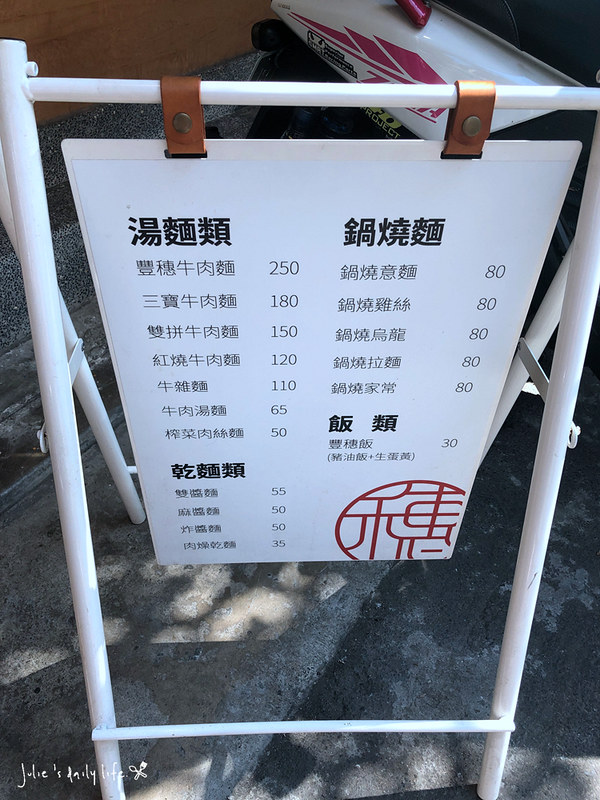 湯麵類
豐穗牛肉麵 250
三寶牛肉麵 180
雙拼牛肉麵 150
紅燒牛肉麵 120
牛雜麵 110
牛肉湯麵 65
榨菜肉絲麵 50
乾麵類
雙醬麵 55
麻醬麵 50
炸醬麵 50
肉燥乾麵 35
鍋燒麵
鍋燒意麵 80
鍋燒雞絲 80
鍋燒烏龍 80
鍋燒拉麵 80
鍋燒家常 80
飯 類
豐穗飯 30
(豬油飯+生蛋黃)
穗
PROJECT
Julie's daily life